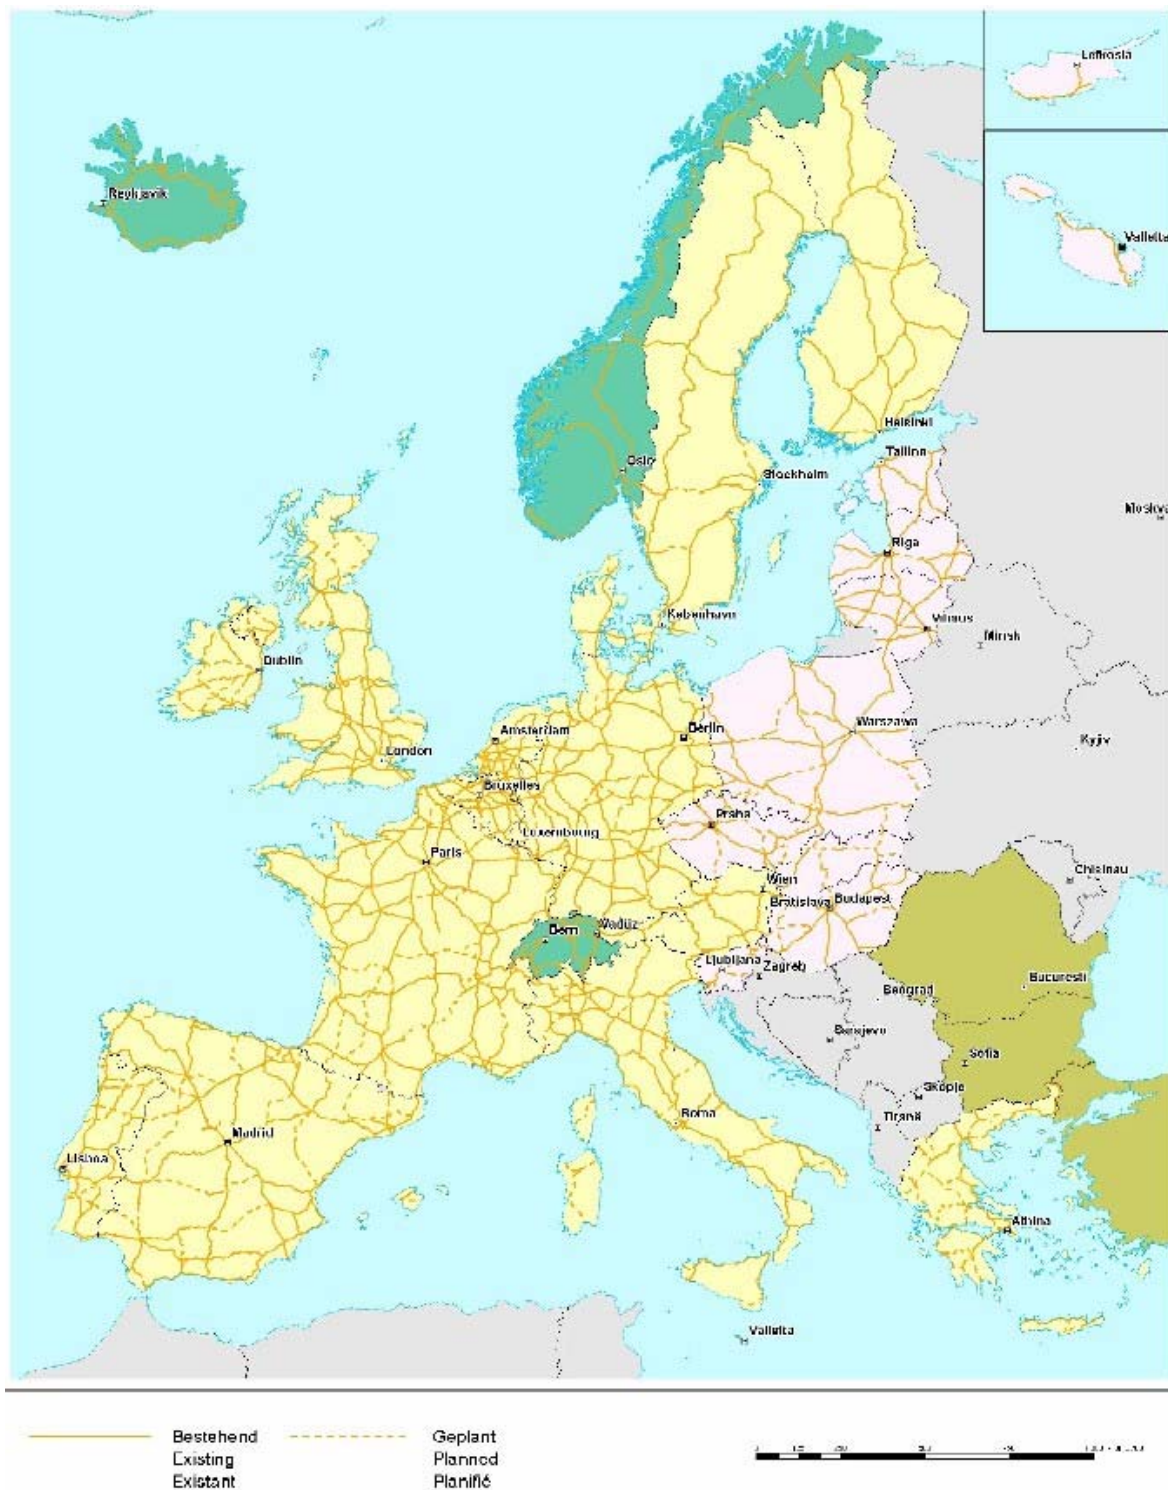 Reykjavik
Valletta
Oslo
Helsinki
Tallinn
Stockholm
Moskva
Riga
København
Vilnius
Minsk
Dublin
Amsterdam
Berlin
Warszawa
London
Kyjiv
Bruxelles
Praha
Luxembourg
Paris
Wien
Chisinau
Bratislava
Budapest
Bern
Vaduz
Ljubljana
Zagreb
Beograd
Bucuresti
Sarajevo
Sofia
Skopje
Roma
Tiranë
Madrid
Lisboa
Athina
Valletta
Bestehend
Geplant
Existing
Planned
Existant
Planifié